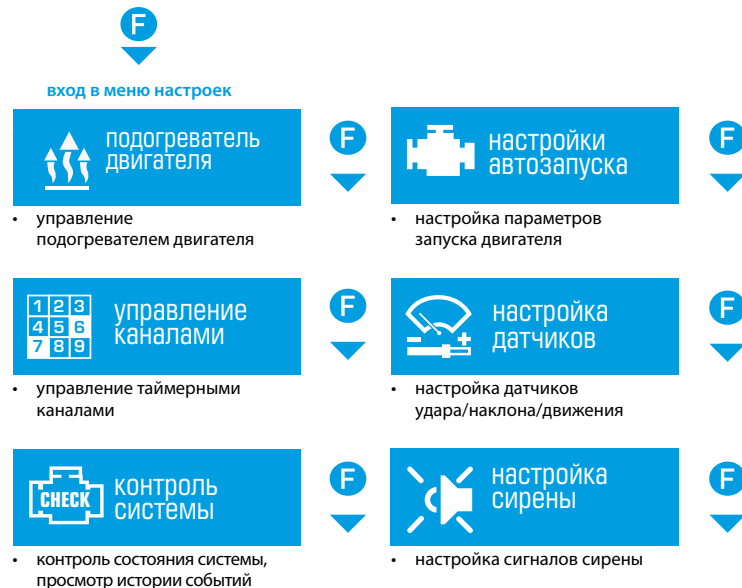 F
вход в меню настроек
подогреватель
двигателя
F
настройки
автозапуска
F
• управление
подогревателем двигателя
• настройка параметров
запуска двигателя
1 2 3
4 5 6
7 8 9
управление
каналами
F
настройка
датчиков
F
• управление таймерными
каналами
• настройка датчиков
удара/наклона/движения
CHECK
контроль
системы
F
настройка
сирены
F
• контроль состояния системы,
просмотр истории событий
• настройка сигналов сирены